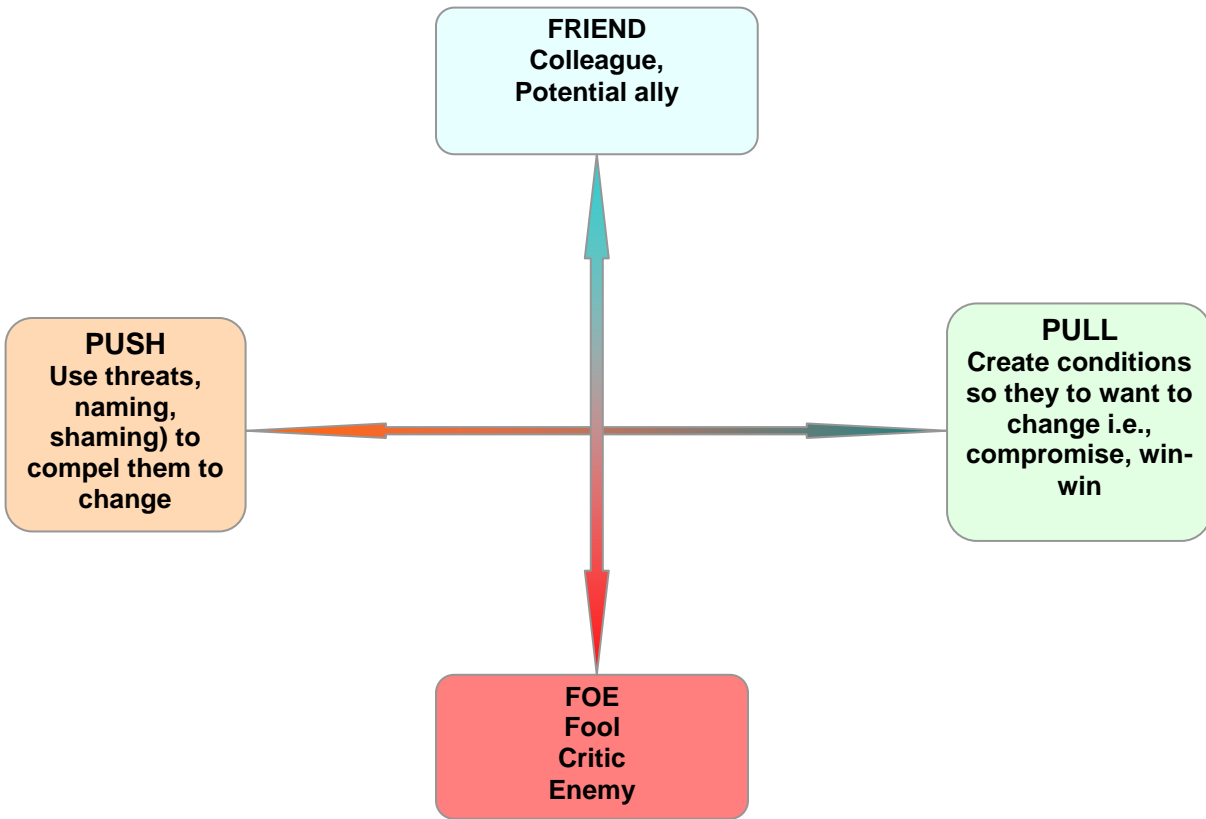 FRIEND
Colleague,
Potential ally
PUSH
Use threats,
naming,
shaming) to
compel them to
change
PULL
Create conditions
so they to want to
change i.e.,
compromise, win-
win
FOE
Fool
Critic
Enemy